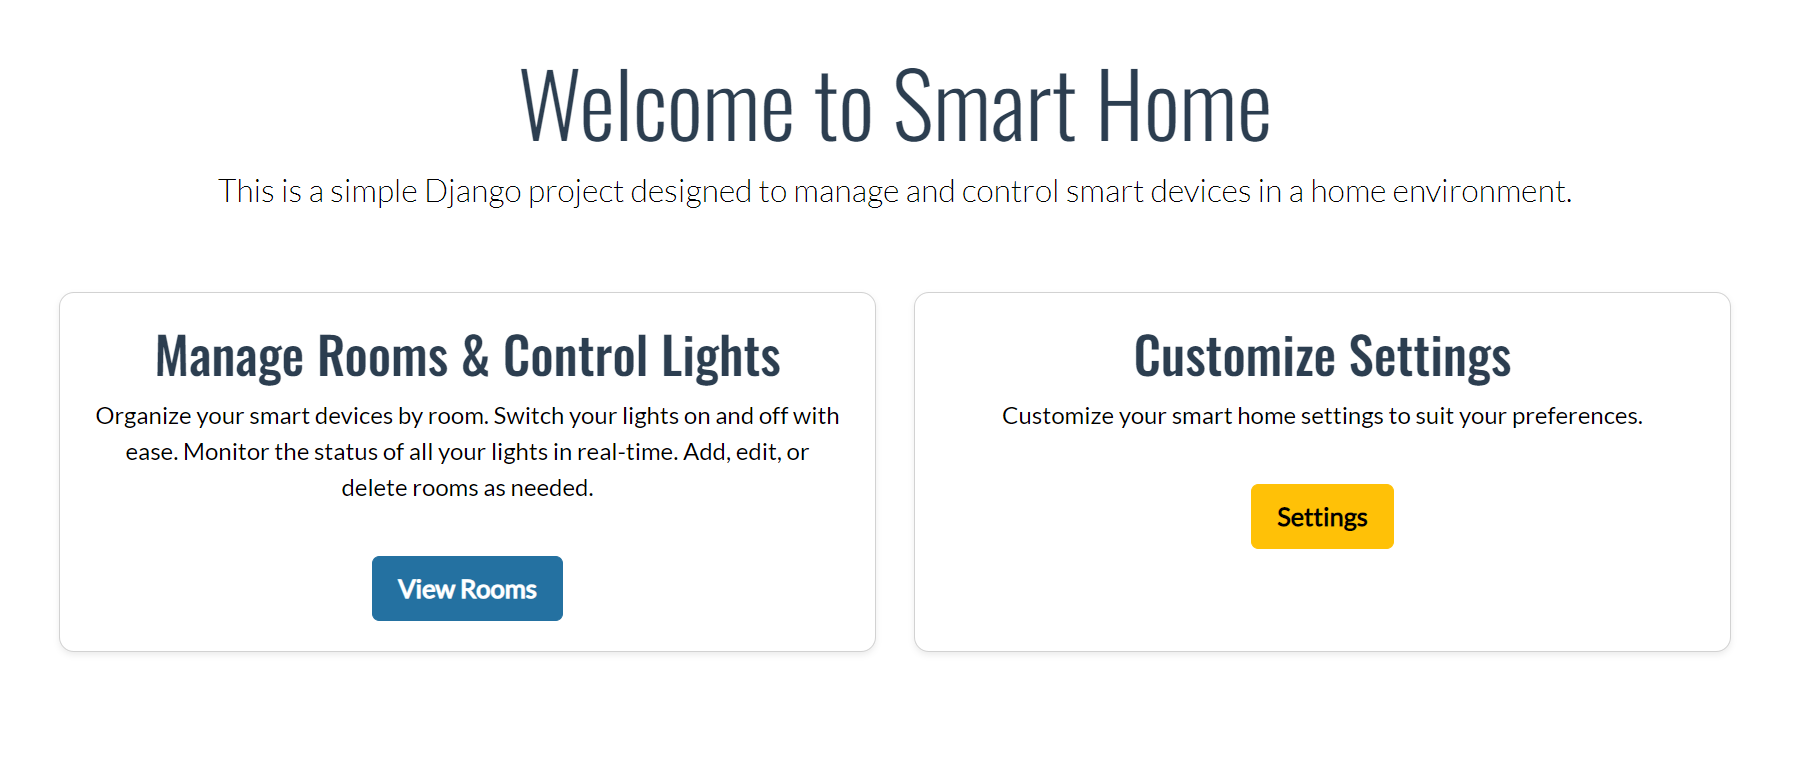 Welcome to Smart Home
This is a simple Django project designed to manage and control smart devices in a home environment.
Manage Rooms & Control Lights
Organize your smart devices by room. Switch your lights on and off with
ease. Monitor the status of all your lights in real-time. Add, edit, or
delete rooms as needed.
View Rooms
Customize Settings
Customize your smart home settings to suit your preferences.
Settings